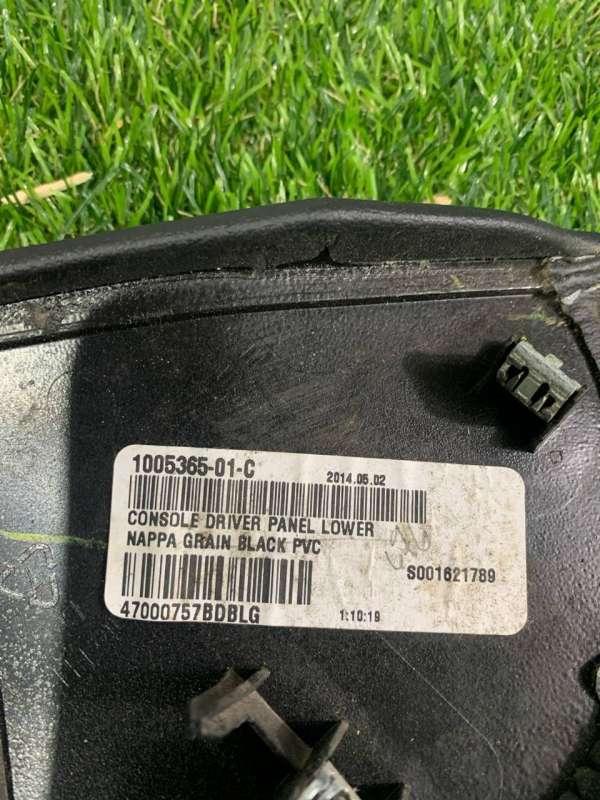 1005365-01-C 2014.05.02
CONSOLE DRIVER PANEL LOWER
NAPPA GRAIN BLACK PVC
S001621789
47000757BDBLG 1:10:19